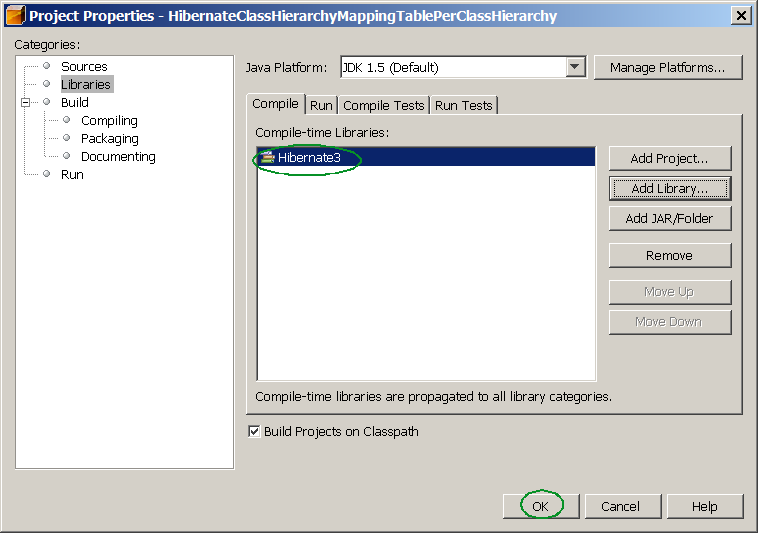 Project Properties - HibernateClassHierarchyMappingTablePerClassHierarchy
Categories:
Sources
Libraries
Build
Compiling
Packaging
Documenting
Run
Java Platform: JDK 1.5 (Default) Manage Platforms...
Compile Run Compile Tests Run Tests
Compile-time Libraries:
Hibernate3
Add Project...
Add Library...
Add JAR/Folder
Remove
Move Up
Move Down
Compile-time libraries are propagated to all library categories.
Build Projects on Classpath
OK Cancel Help